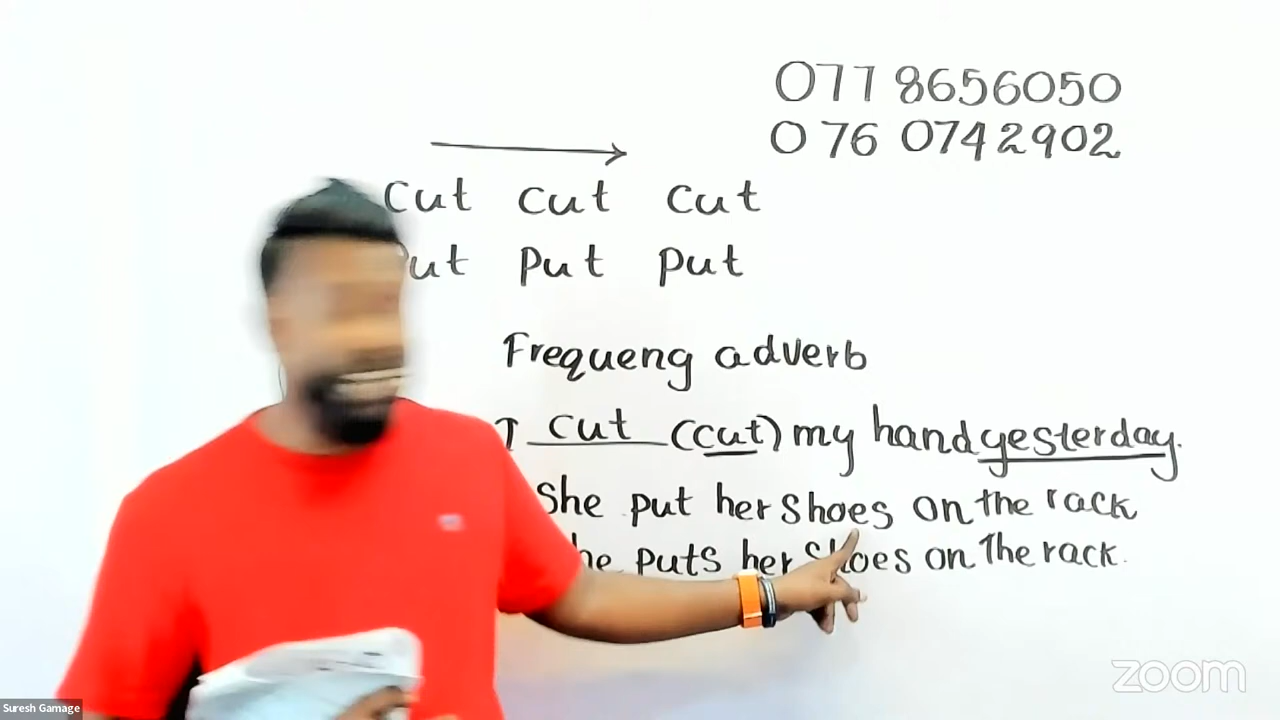 077 8656050
076 0742902
cut cut cut
put put put
Frequeng adverb
I cut (cut) my hand yesterday.
She put her shoes on the rack
he puts her shoes on the rack.
zoom
Suresh Gamage